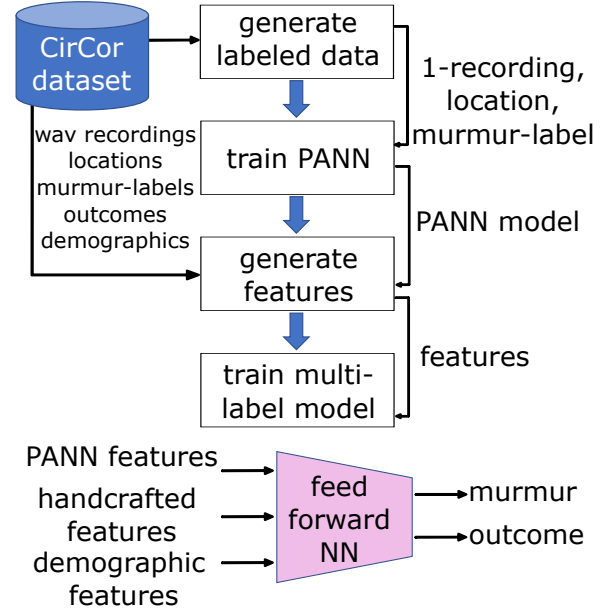 CirCor
dataset
generate
labeled data
1-recording,
location,
murmur-label
wav recordings
locations
murmur-labels
outcomes
demographics
train PANN
PANN model
generate
features
features
train multi-
label model
PANN features
handcrafted
features
demographic
features
feed
forward
NN
murmur
outcome